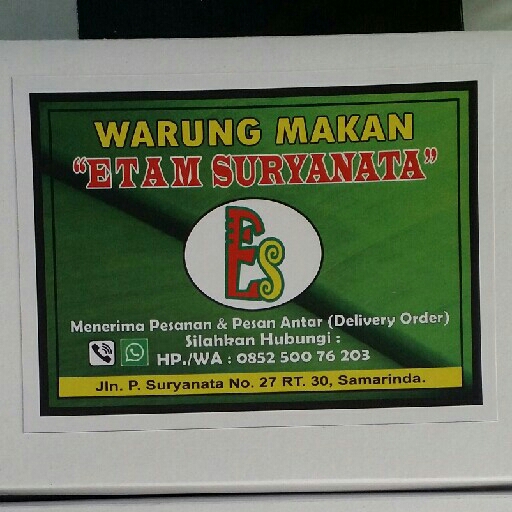 WARUNG MAKAN
"ETAM SURYANATA"
Es
Menerima Pesanan & Pesan Antar (Delivery Order)
Silahkan Hubungi :
HP./WA : 0852 500 76 203
Jln. P. Suryanata No. 27 RT. 30, Samarinda.